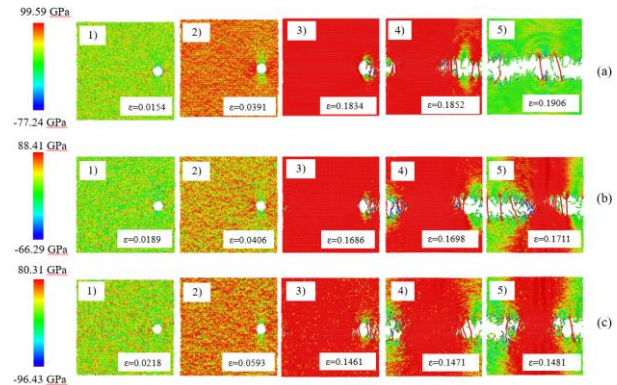 99.59 GPa
1) 2) 3) 4) 5)
(a)
ε=0.0154 ε=0.0391 ε=0.1834 ε=0.1852 ε=0.1906
-77.24 GPa
88.41 GPa
1) 2) 3) 4) 5)
(b)
ε=0.0189 ε=0.0406 ε=0.1686 ε=0.1698 ε=0.1711
-66.29 GPa
80.31 GPa
1) 2) 3) 4) 5)
(c)
ε=0.0218 ε=0.0593 ε=0.1461 ε=0.1471 ε=0.1481
-96.43 GPa